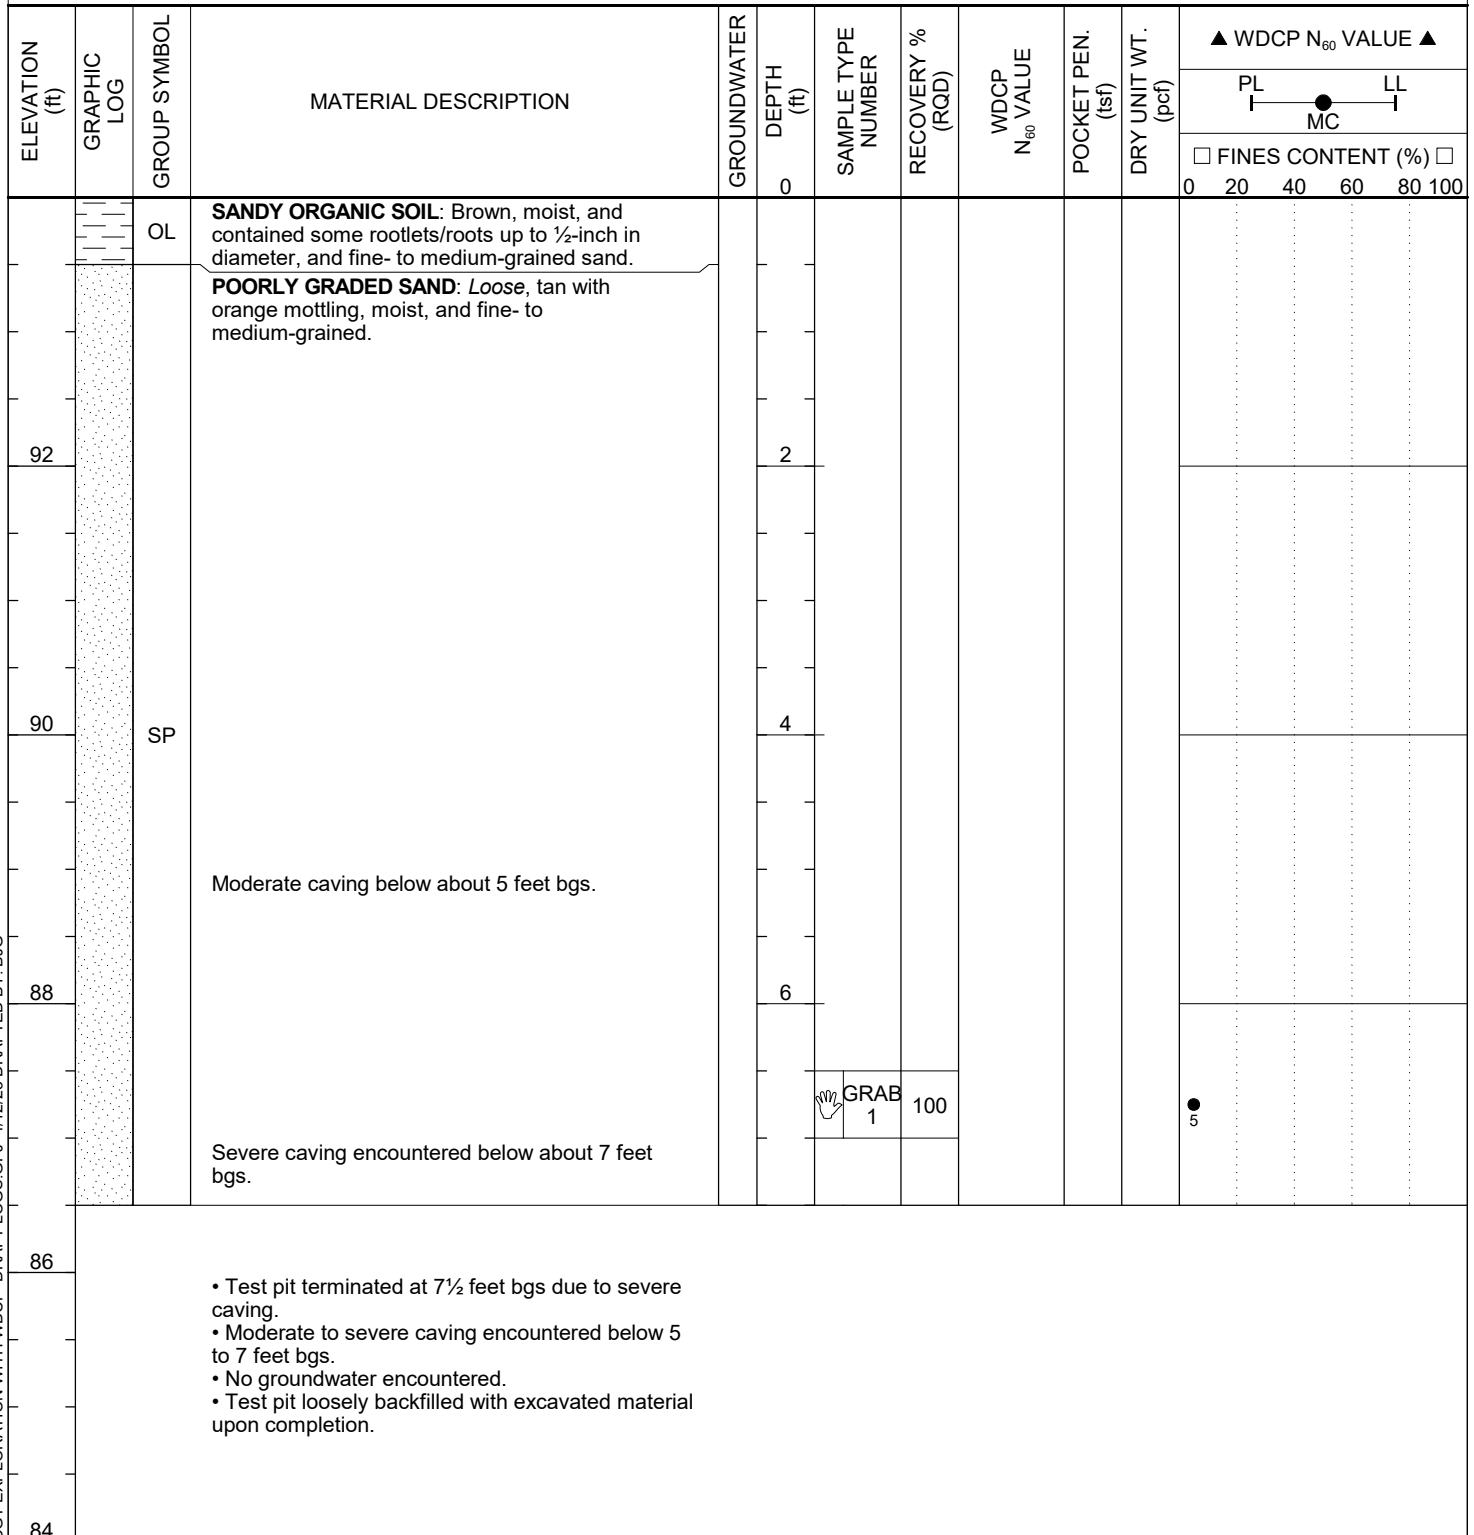 ELEVATION
(ft)
GRAPHIC
LOG
GROUP SYMBOL
MATERIAL DESCRIPTION
GROUNDWATER
DEPTH
(ft)
0
SAMPLE TYPE
NUMBER
RECOVERY %
(RQD)
WDCP
N60 VALUE
POCKET PEN.
(tsf)
DRY UNIT WT.
(pcf)
▲ WDCP N60 VALUE ▲
PL LL
MC
☐ FINES CONTENT (%) ☐
0 20 40 60 80 100
OL
SANDY ORGANIC SOIL: Brown, moist, and
contained some rootlets/roots up to ½-inch in
diameter, and fine- to medium-grained sand.
POORLY GRADED SAND: Loose, tan with
orange mottling, moist, and fine- to
medium-grained.
92 2
90 SP 4
Moderate caving below about 5 feet bgs.
88 6
GRAB
1
100
5
Severe caving encountered below about 7 feet
bgs.
86
• Test pit terminated at 7½ feet bgs due to severe
caving.
• Moderate to severe caving encountered below 5
to 7 feet bgs.
• No groundwater encountered.
• Test pit loosely backfilled with excavated material
upon completion.
84